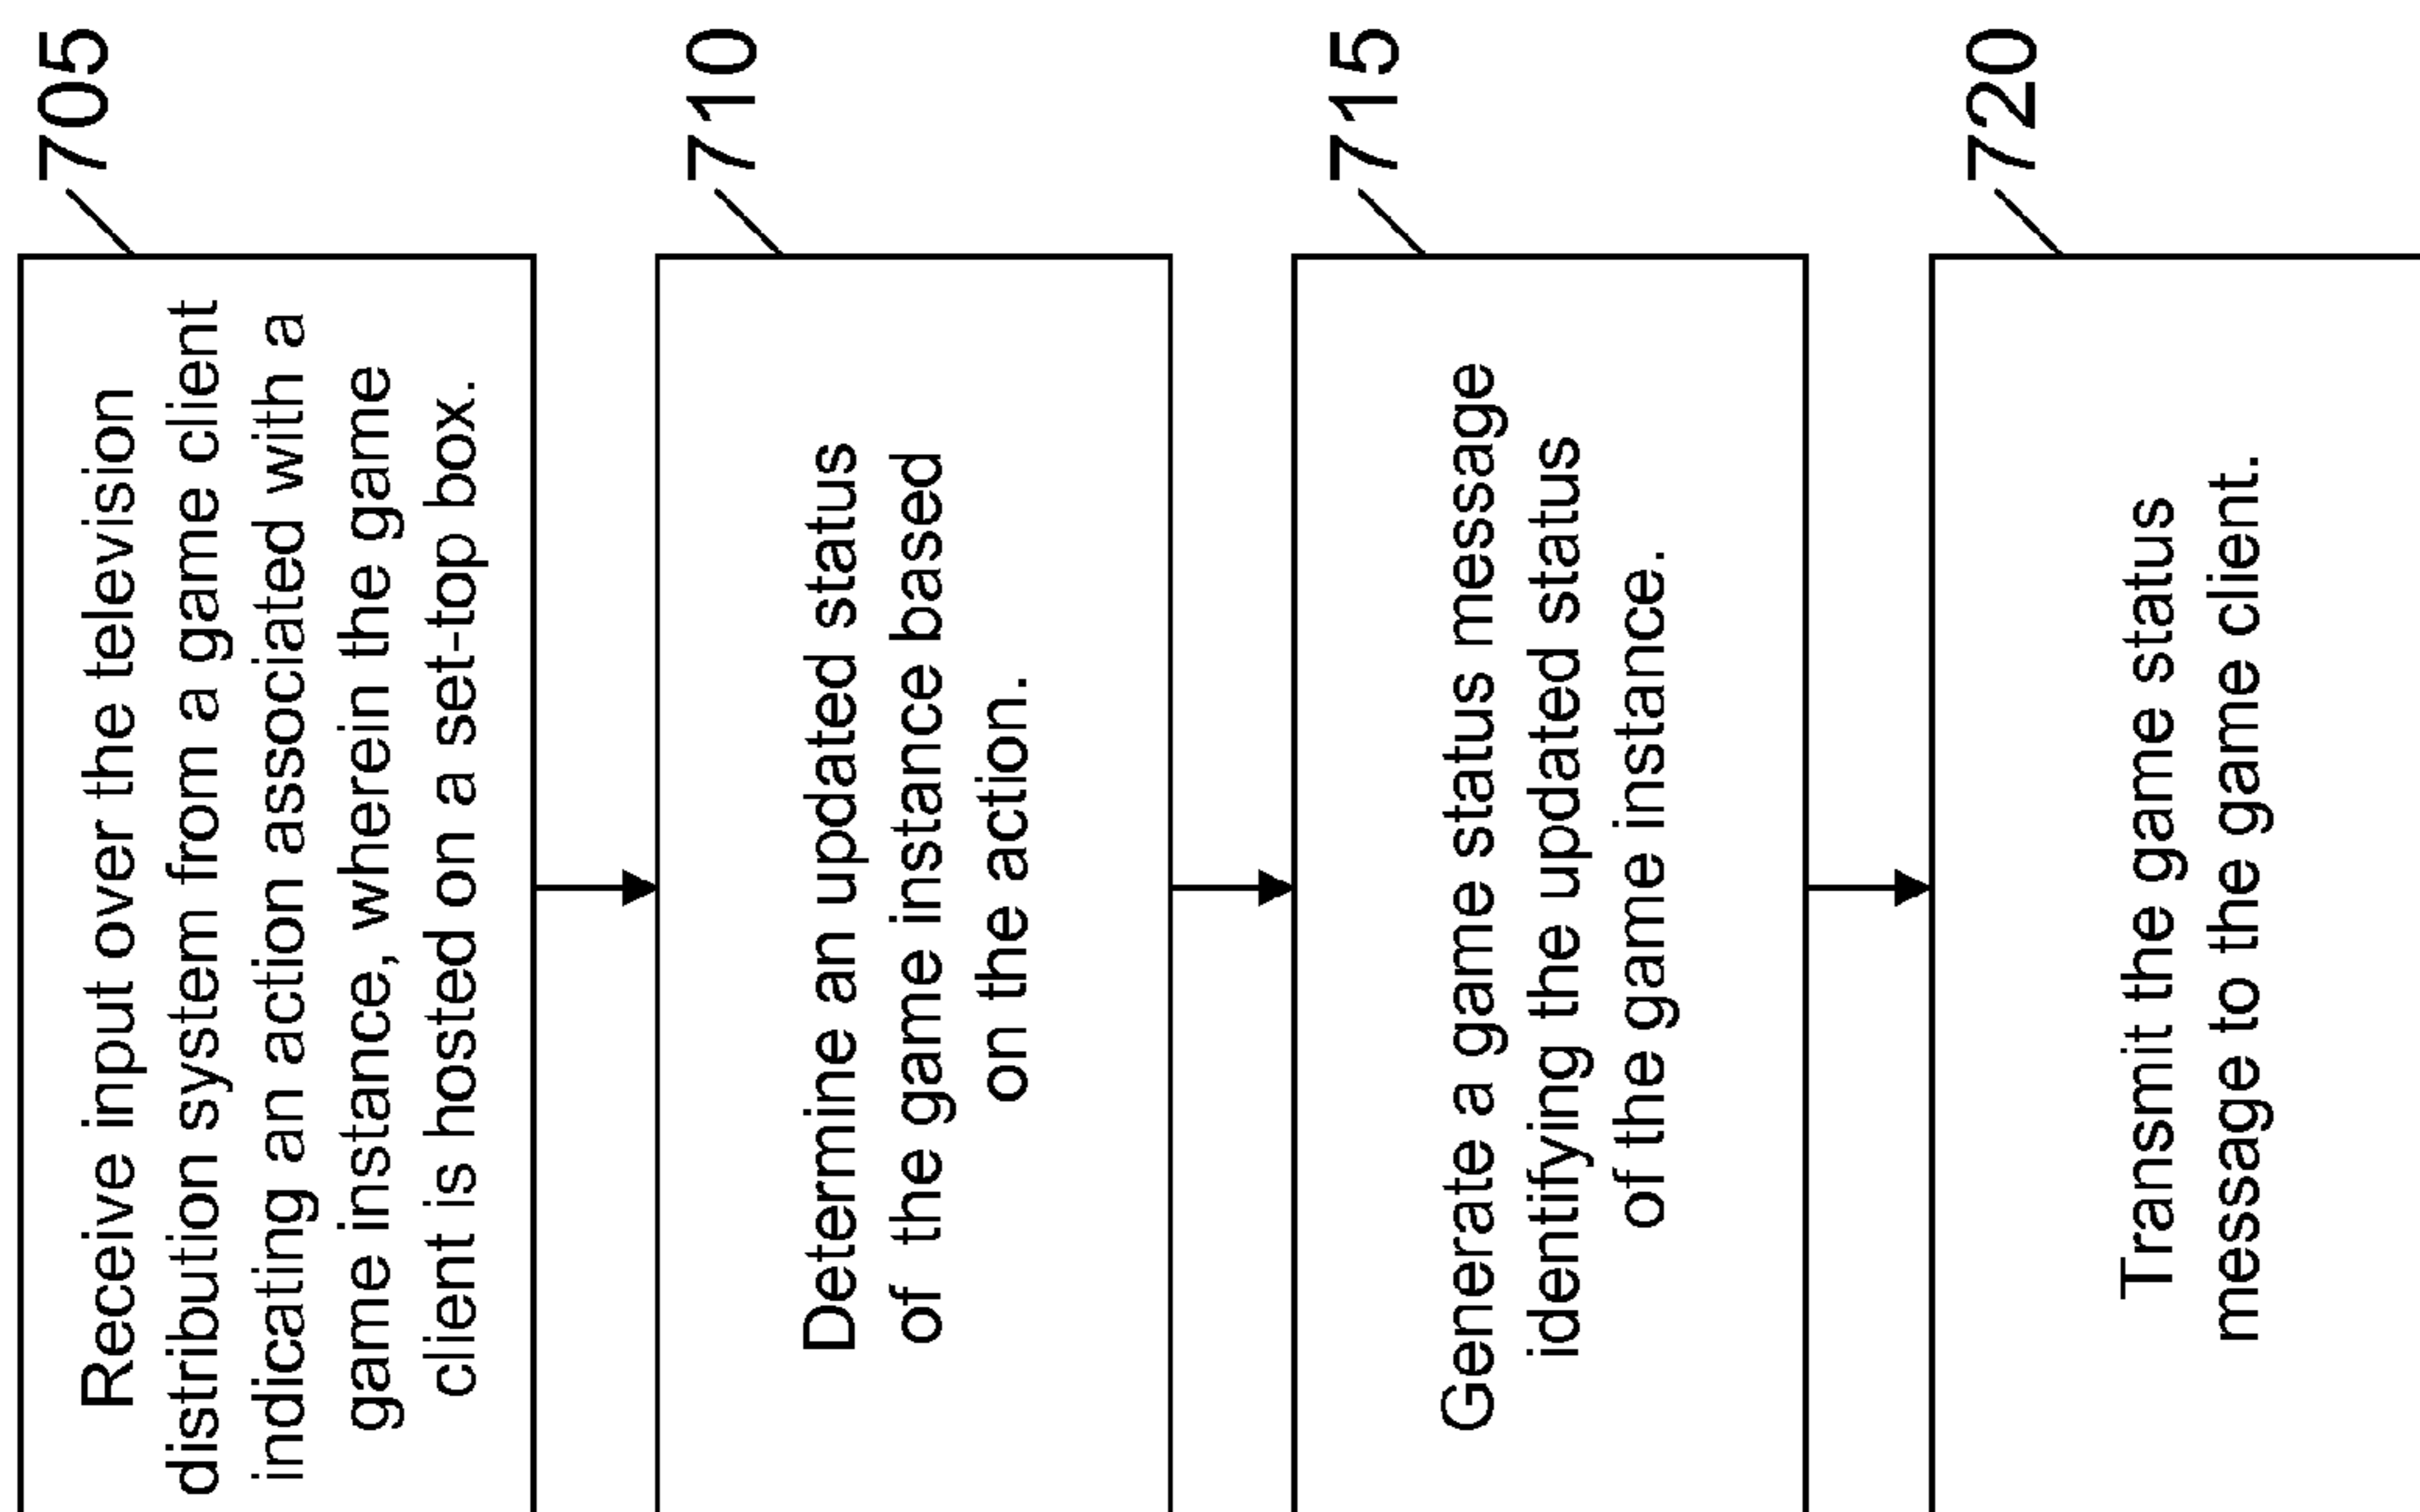 705
Receive input over the television
distribution system from a game client
indicating an action associated with a
game instance, wherein the game
client is hosted on a set-top box.
710
Determine an updated status
of the game instance based
on the action.
715
Generate a game status message
identifying the updated status
of the game instance.
720
Transmit the game status
message to the game client.